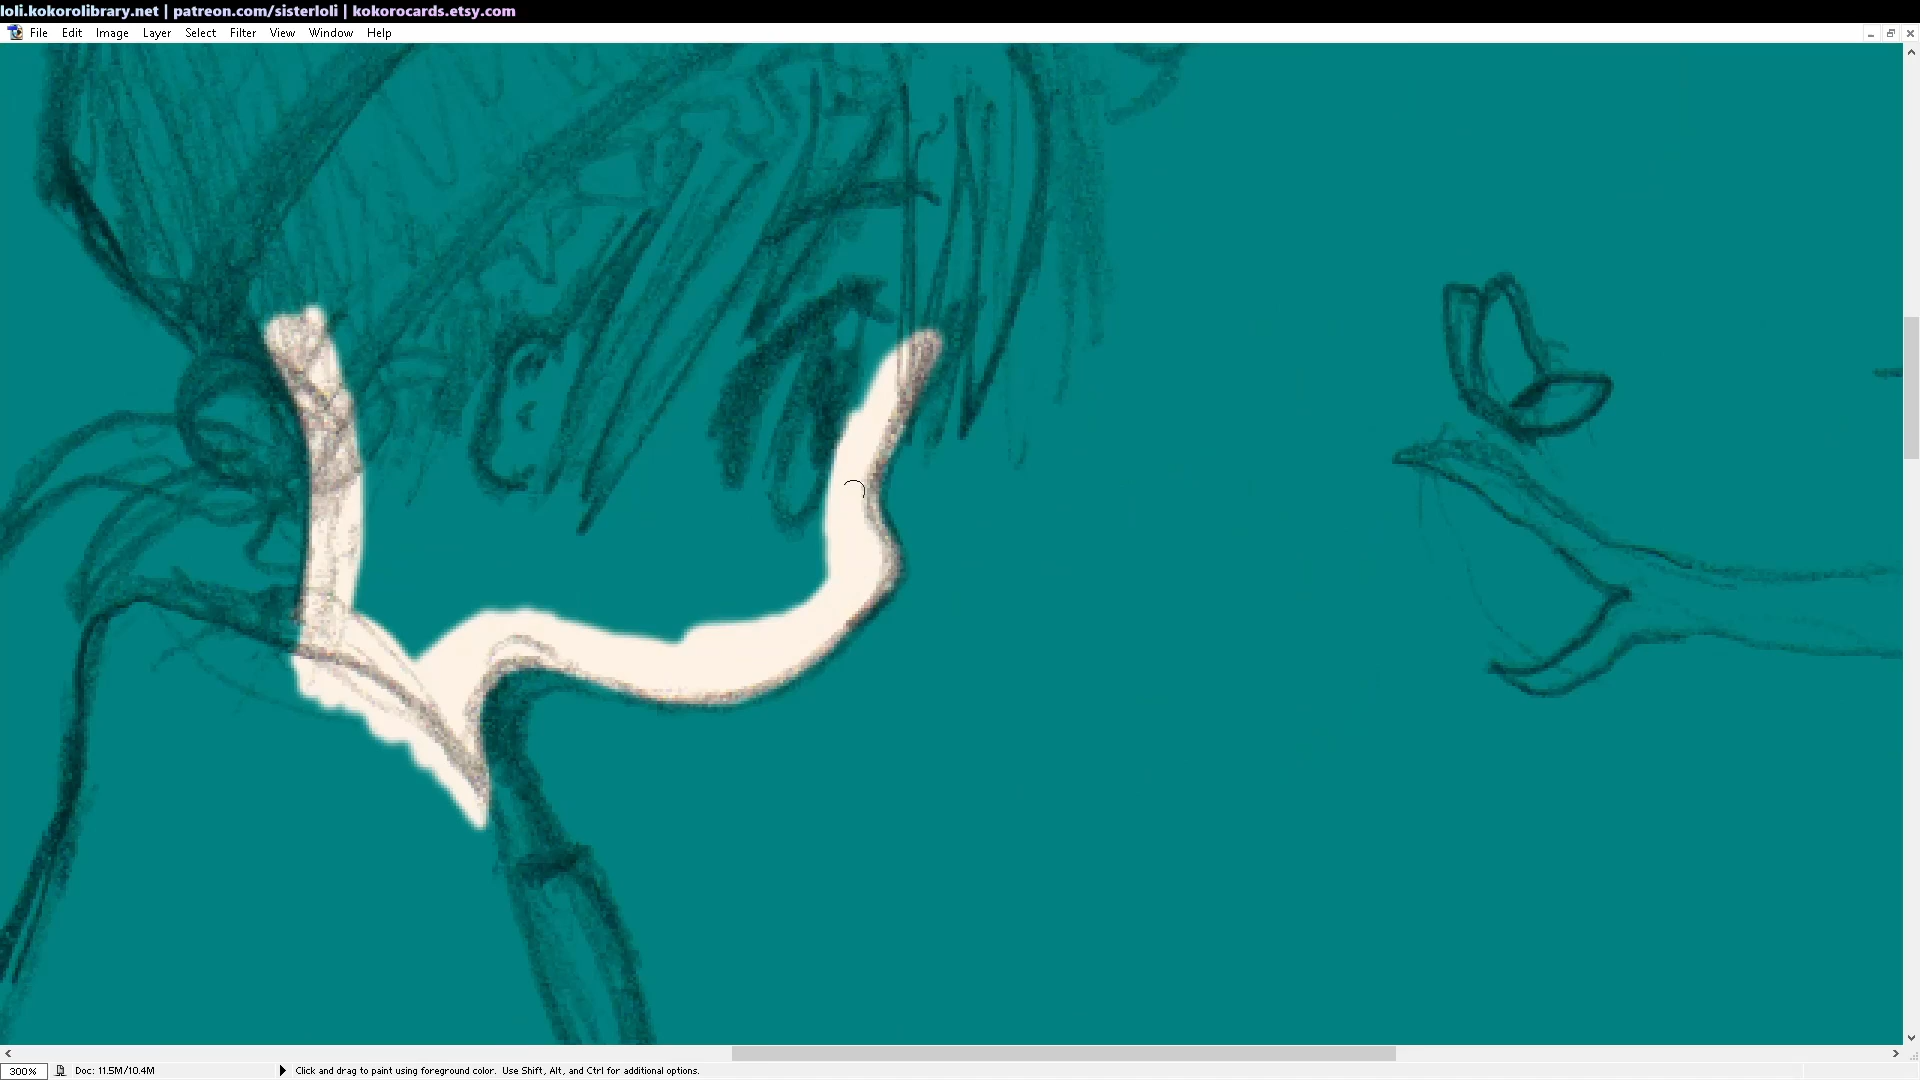 loli.kokorolibrary.net | patreon.com/sisterloli | kokorocards.etsy.com
File Edit Image Layer Select Filter View Window Help
300% Doc: 11.5M/10.4M Click and drag to paint using foreground color. Use Shift, Alt, and Ctrl for additional options.